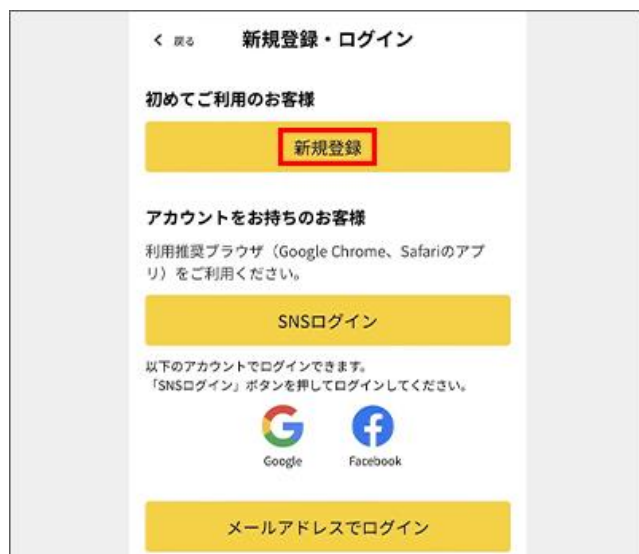 戻る 新規登録・ログイン
初めてご利用のお客様
新規登録
アカウントをお持ちのお客様
利用推奨ブラウザ（Google Chrome、Safariのアプ
リ）をご利用ください。
SNSログイン
以下のアカウントでログインできます。
「SNSログイン」ボタンを押してログインしてください。
Google Facebook
メールアドレスでログイン